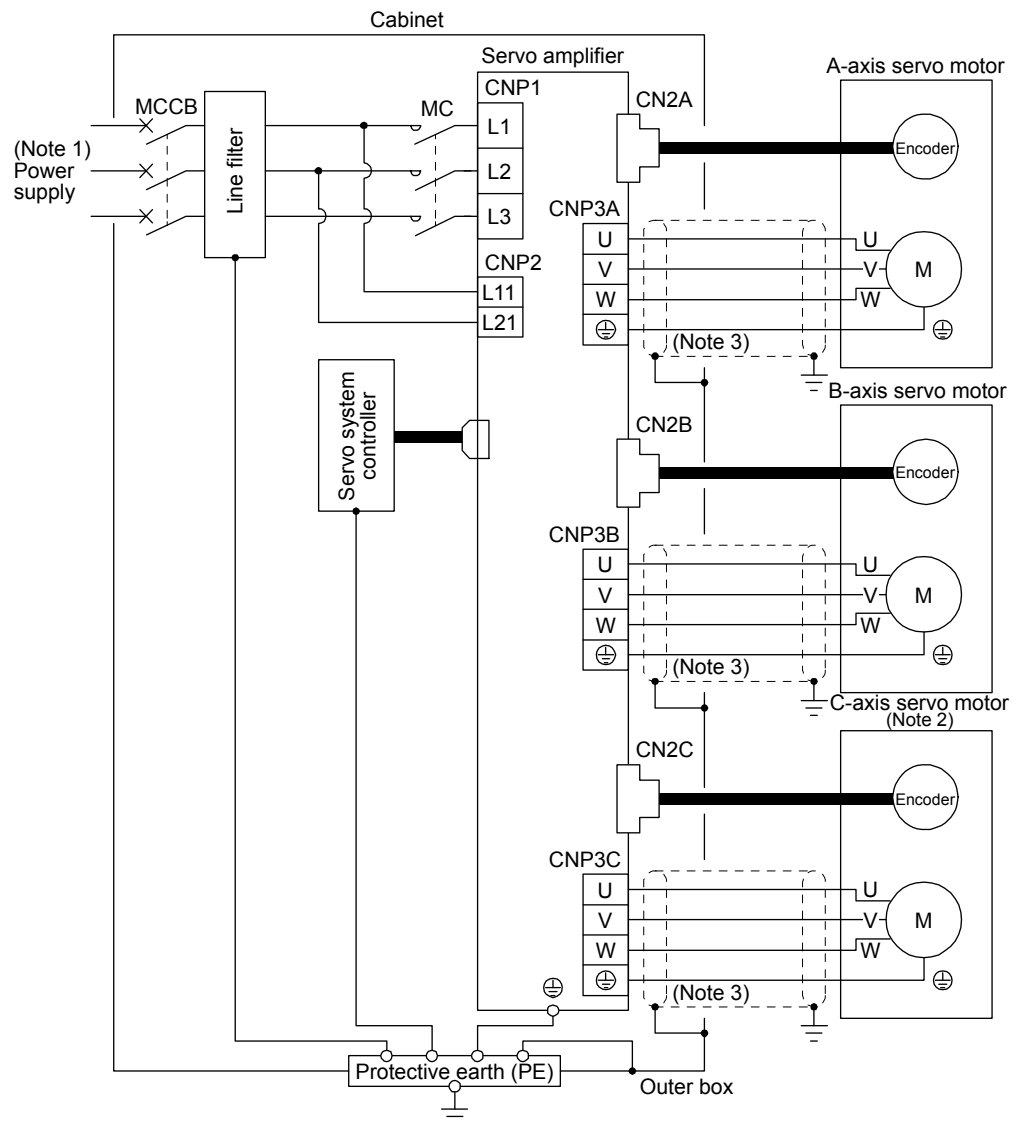 Cabinet
Servo amplifier
A-axis servo motor
MCCB
Line filter
MC
CNP1
L1
L2
L3
(Note 1)
Power
supply
CN2A
Encoder
CNP3A
U
V
W
U
V
W
M
(Note 3)
CNP2
L11
L21
Servo system
controller
B-axis servo motor
CN2B
Encoder
CNP3B
U
V
W
U
V
W
M
(Note 3)
C-axis servo motor
(Note 2)
CN2C
Encoder
CNP3C
U
V
W
U
V
W
M
(Note 3)
Protective earth (PE)
Outer box